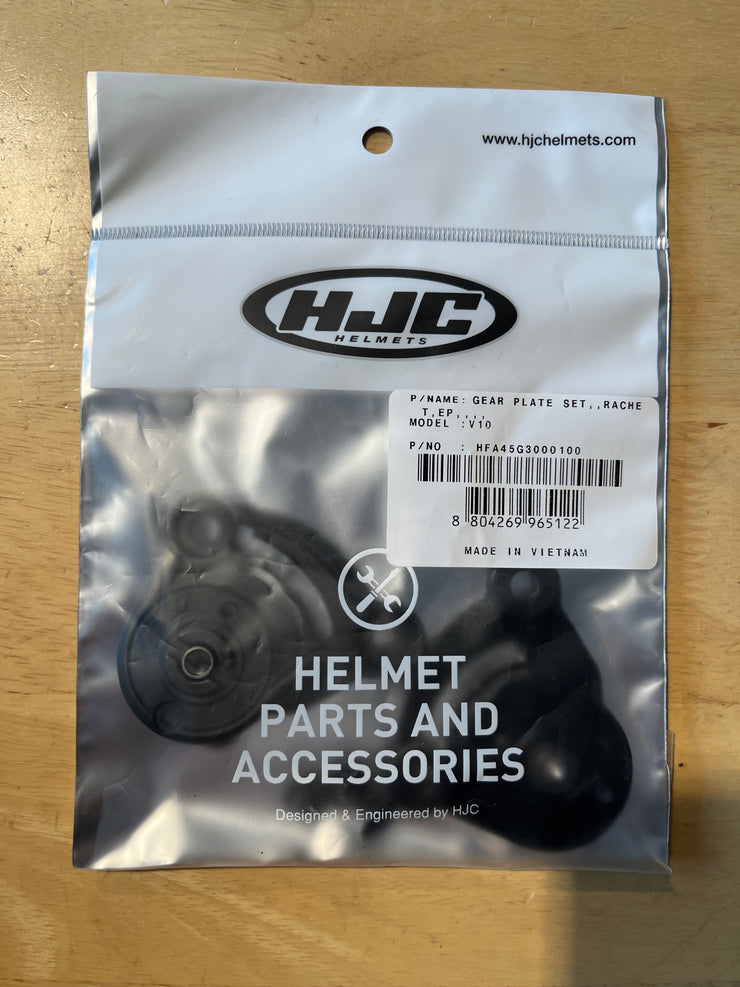 www.hjchelmets.com
HJC
HELMETS
P/NAME: GEAR PLATE SET,,RACHE
T,EP,,,,
MODEL :V10
P/NO : HFA45G3000100
8 804269 965122
MADE IN VIETNAM
HELMET
PARTS AND
ACCESSORIES
Designed & Engineered by HJC